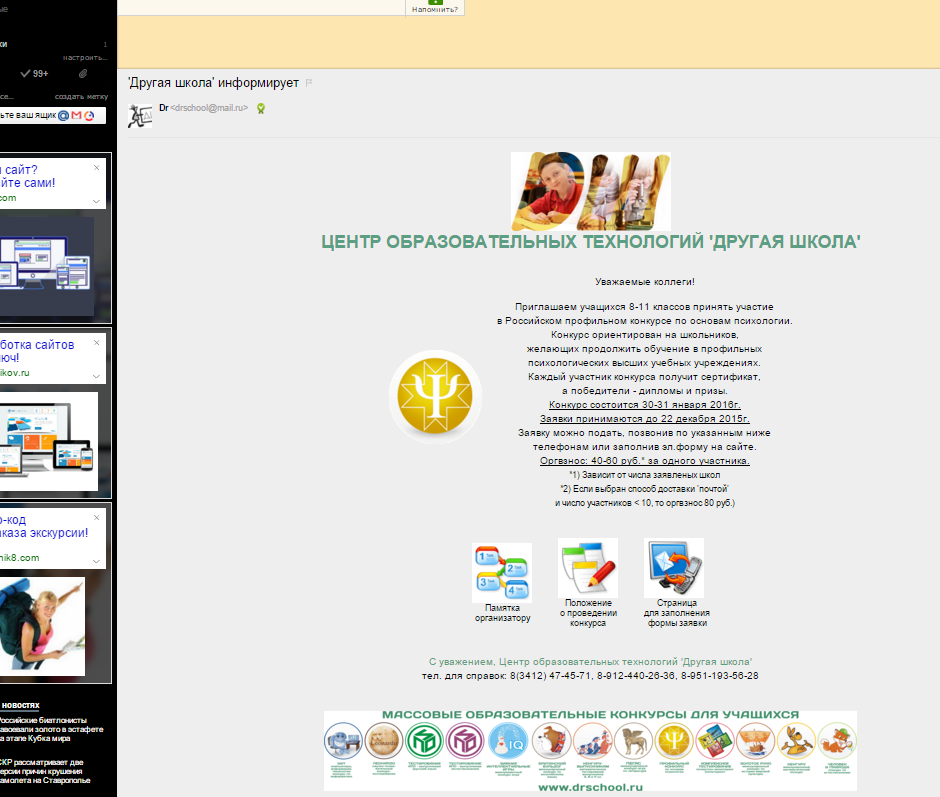 ые
Напомнить?
ки
1
настроить...
99+
се...
создать метку
ьте ваш ящик
'Другая школа' информирует
Dr <drschool@mail.ru>
сайт?
йте сами!
com
ботка сайтов
юч!
ikov.ru
р-код
каза экскурсии!
nik8.com
новостях
Российские биатлонисты
завоевали золото в эстафете
на этапе Кубка мира
СКР рассматривает две
версии причин крушения
самолета на Ставрополье
ЦЕНТР ОБРАЗОВАТЕЛЬНЫХ ТЕХНОЛОГИЙ 'ДРУГАЯ ШКОЛА'
Уважаемые коллеги!
Приглашаем учащихся 8-11 классов принять участие
в Российском профильном конкурсе по основам психологии.
Конкурс ориентирован на школьников,
желающих продолжить обучение в профильных
психологических высших учебных учреждениях.
Каждый участник конкурса получит сертификат,
а победители - дипломы и призы.
Конкурс состоится 30-31 января 2016г.
Заявки принимаются до 22 декабря 2015г.
Заявку можно подать, позвонив по указанным ниже
телефонам или заполнив эл.форму на сайте.
Оргвзнос: 40-60 руб.* за одного участника.
*1) Зависит от числа заявленых школ
*2) Если выбран способ доставки 'почтой'
и число участников < 10, то оргвзнос 80 руб.)
Ψ
1
2
3
4
Памятка
организатору
Положение
о проведении
конкурса
Страница
для заполнения
формы заявки
С уважением, Центр образовательных технологий 'Другая школа'
тел. для справок: 8(3412) 47-45-71, 8-912-440-26-36, 8-951-193-56-28
МАССОВЫЕ ОБРАЗОВАТЕЛЬНЫЕ КОНКУРСЫ ДЛЯ УЧАЩИХСЯ
IQ
Ψ
www.drschool.ru